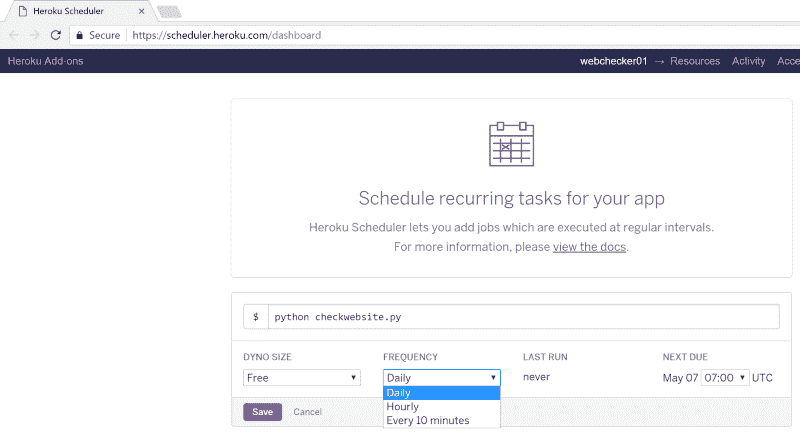 Heroku Scheduler
Secure https://scheduler.heroku.com/dashboard
Heroku Add-ons webchecker01 → Resources Activity Acce
Schedule recurring tasks for your app
Heroku Scheduler lets you add jobs which are executed at regular intervals.
For more information, please view the docs.
$ python checkwebsite.py
DYNO SIZE FREQUENCY LAST RUN NEXT DUE
Free Daily never May 07 07:00 UTC
Daily
Hourly
Every 10 minutes
Save Cancel